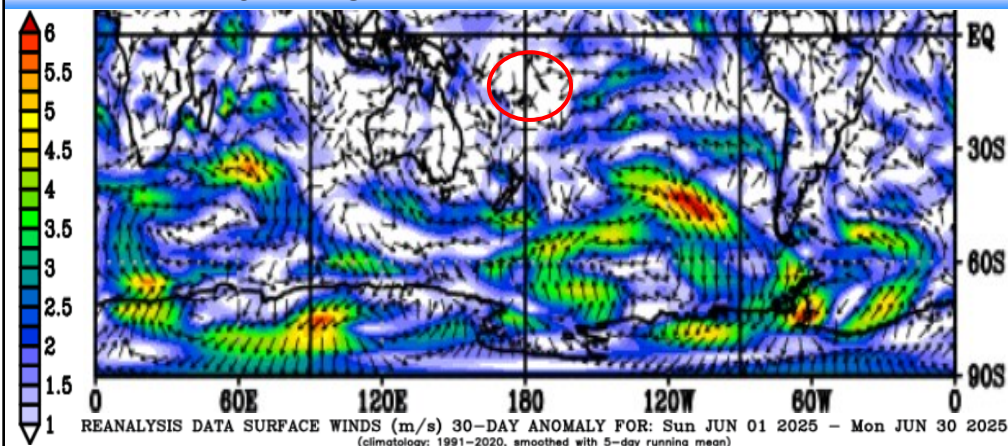 6
5.5
5
4.5
4
3.5
3
2.5
2
1.5
1
EQ
30S
60S
90S
0 60E 120E 180 120W 60W 0
REANALYSIS DATA SURFACE WINDS (m/s) 30-DAY ANOMALY FOR: Sun JUN 01 2025 - Mon JUN 30 2025
(climatology: 1991-2020, smoothed with 5-day running mean)